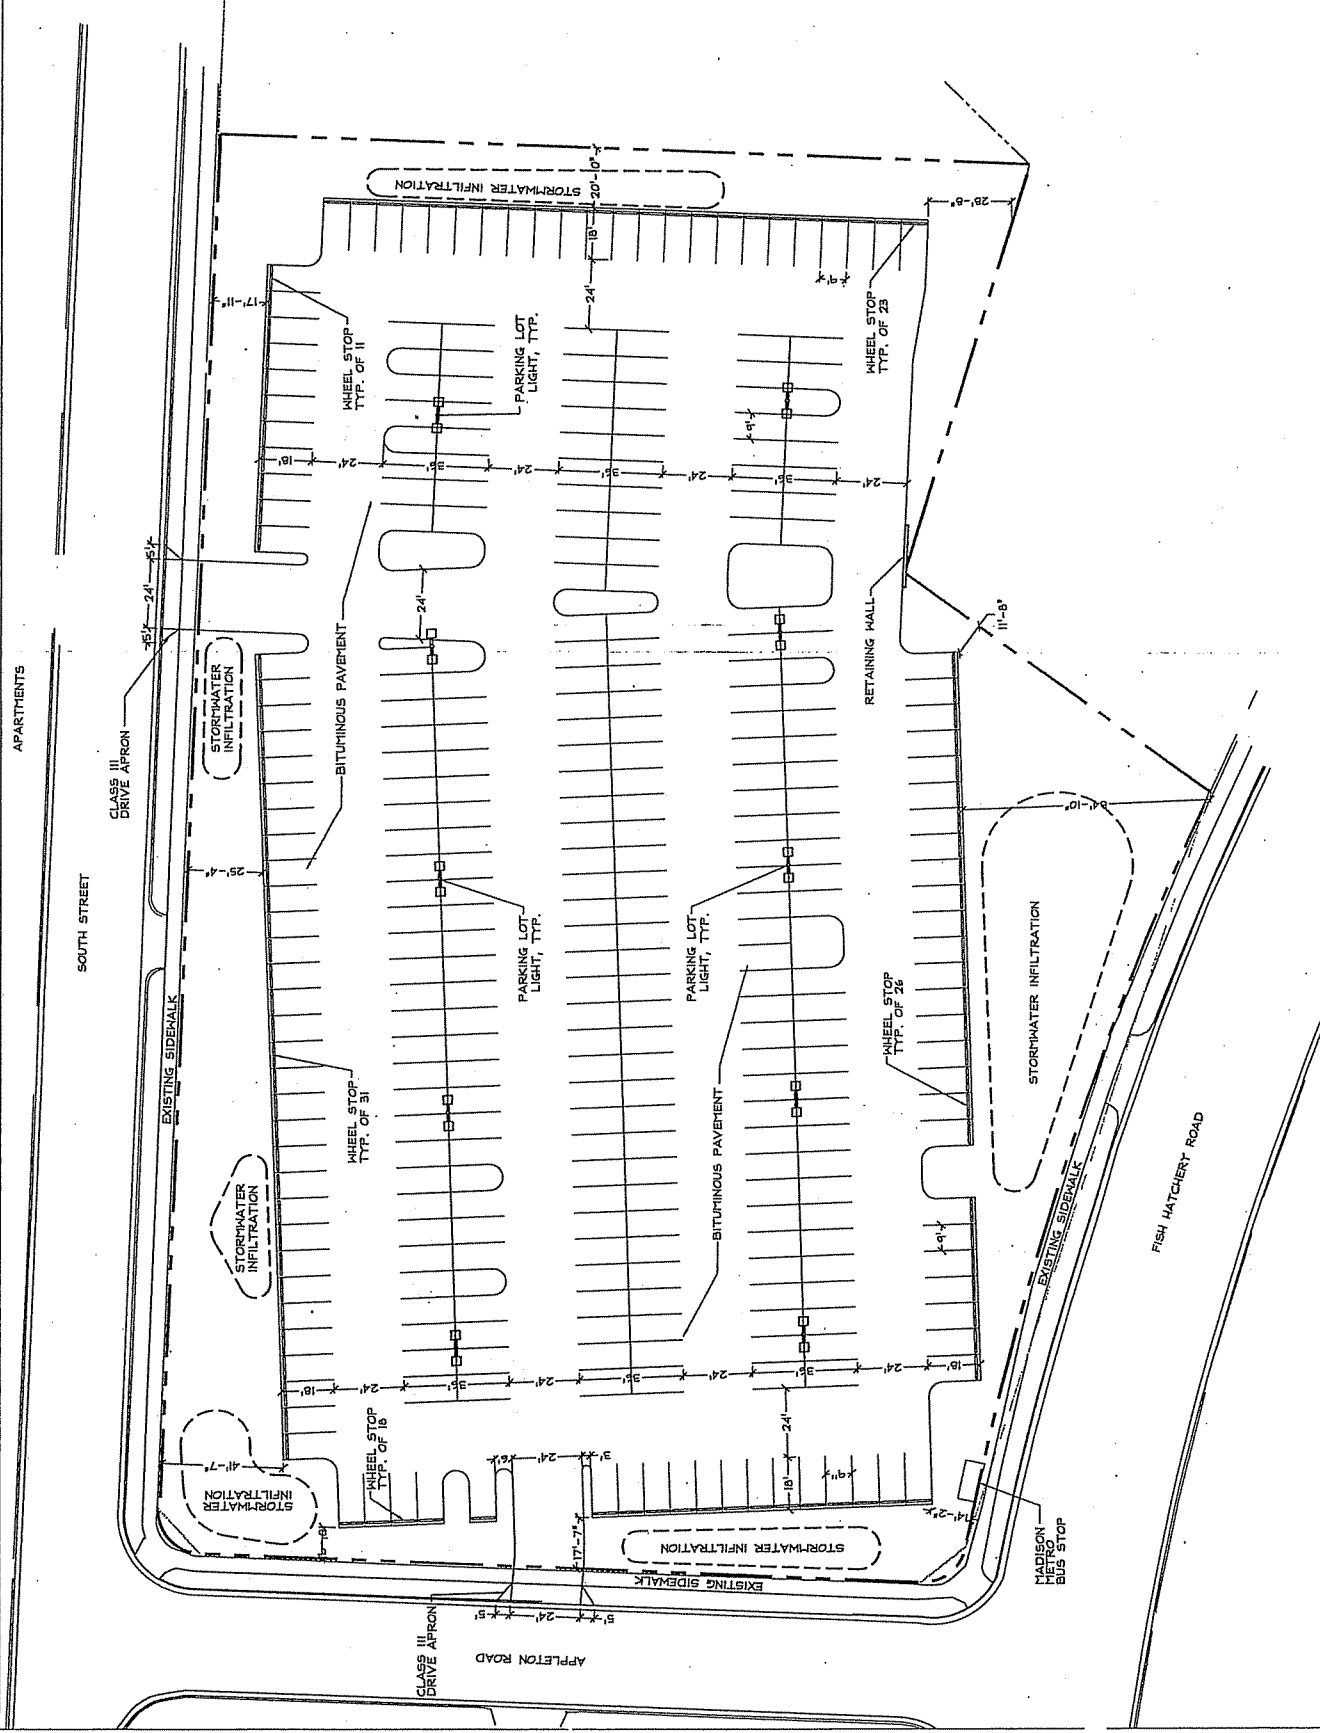 APARTMENTS
SOUTH STREET
CLASS III
DRIVE APRON
5'
24'
5'
EXISTING SIDEWALK
25'-4"
17'-11"
STORMWATER
INFILTRATION
STORMWATER
INFILTRATION
STORMWATER
INFILTRATION
41'-7"
STORMWATER INFILTRATION
20'-10"
18'
24'
28'-8"
9'
WHEEL STOP
TYP. OF 11
PARKING LOT
LIGHT, TYP.
WHEEL STOP
TYP. OF 23
18'
24'
36'
24'
36'
24'
36'
24'
9'
24'
BITUMINOUS PAVEMENT
RETAINING WALL
11'-8"
PARKING LOT
LIGHT, TYP.
PARKING LOT
LIGHT, TYP.
64'-10"
WHEEL STOP
TYP. OF 31
WHEEL STOP
TYP. OF 26
STORMWATER INFILTRATION
BITUMINOUS PAVEMENT
9'
EXISTING SIDEWALK
FISH HATCHERY ROAD
18'
24'
36'
24'
36'
24'
36'
24'
18'
WHEEL STOP
TYP. OF 18
6'
24'
3'
24'
18'
9'
17'-7"
14'-2"
STORMWATER INFILTRATION
EXISTING SIDEWALK
MADISON
METRO
BUS STOP
5'
24'
5'
CLASS III
DRIVE APRON
APPLETON ROAD